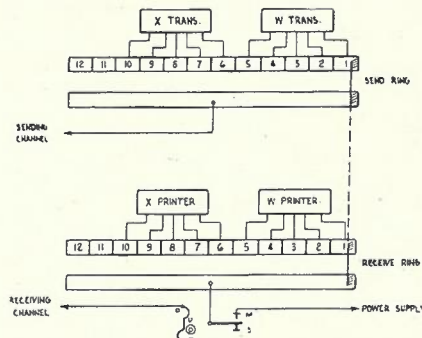 X TRANS. W TRANS.
12 11 10 9 8 7 6 5 4 3 2 1
SEND RING
SENDING
CHANNEL
X PRINTER W PRINTER
12 11 10 9 8 7 6 5 4 3 2 1
RECEIVE RING
RECEIVING
CHANNEL
M
S
POWER SUPPLY